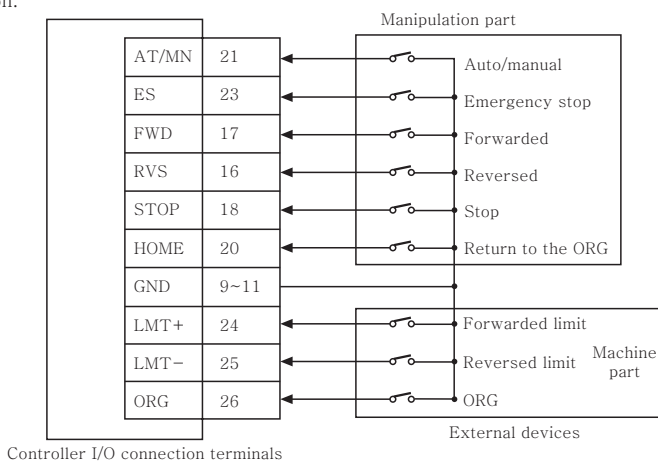 on.
Manipulation part
AT/MN 21 Auto/manual
ES 23 Emergency stop
FWD 17 Forwarded
RVS 16 Reversed
STOP 18 Stop
HOME 20 Return to the ORG
GND 9~11
LMT+ 24 Forwarded limit
LMT− 25 Reversed limit
Machine
part
ORG 26 ORG
External devices
Controller I/O connection terminals